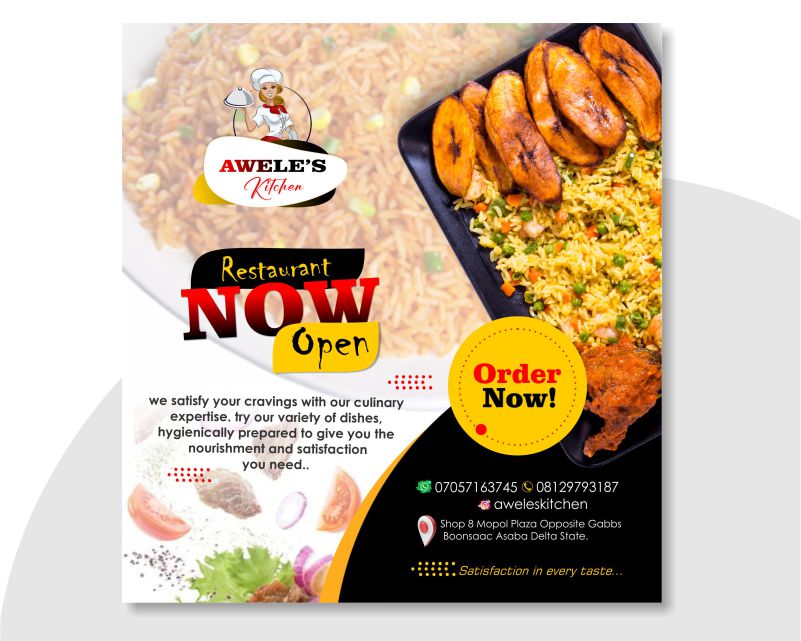 AWELE'S
Kitchen
Restaurant
NOW
Open
we satisfy your cravings with our culinary
expertise. try our variety of dishes,
hygienically prepared to give you the
nourishment and satisfaction
you need..
Order
Now!
07057163745 08129793187
aweleskitchen
Shop 8 Mopol Plaza Opposite Gabbs
Boonsaac Asaba Delta State.
Satisfaction in every taste...